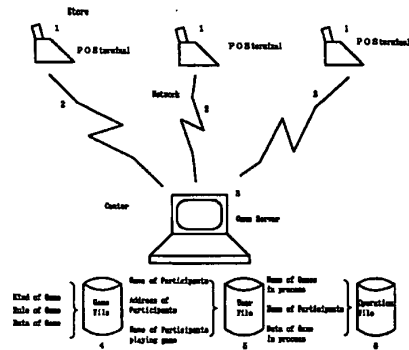 Store
1
POSterminal
1
POSterminal
1
POSterminal
2
Network
2
2
Center
3
Game Server
Kind of Game
Rule of Game
Data of Game
Game
File
4
Name of Participants
Address of
Participants
Game of Participants
playing game
User
File
5
Name of Games
in process
Name of Participants
Data of Game
in process
Operation
File
6